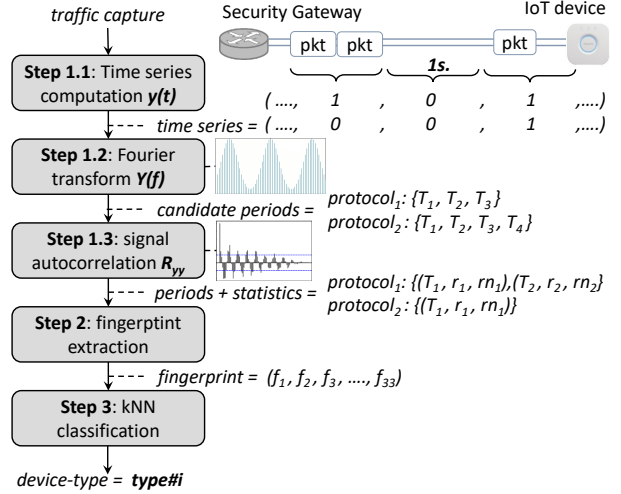 traffic capture
Security Gateway
IoT device
pkt pkt pkt
1s.
Step 1.1: Time series
computation y(t)
( ...., 1 , 0 , 1 ,....)
time series = ( ...., 0 , 0 , 1 ,....)
Step 1.2: Fourier
transform Y(f)
candidate periods =
protocol1: {T1, T2, T3}
protocol2: {T1, T2, T3, T4}
Step 1.3: signal
autocorrelation Ryy
periods + statistics =
protocol1: {(T1, r1, rn1),(T2, r2, rn2}
protocol2: {(T1, r1, rn1)}
Step 2: fingertpint
extraction
fingerprint = (f1, f2, f3, ...., f33)
Step 3: kNN
classification
device-type = type#i